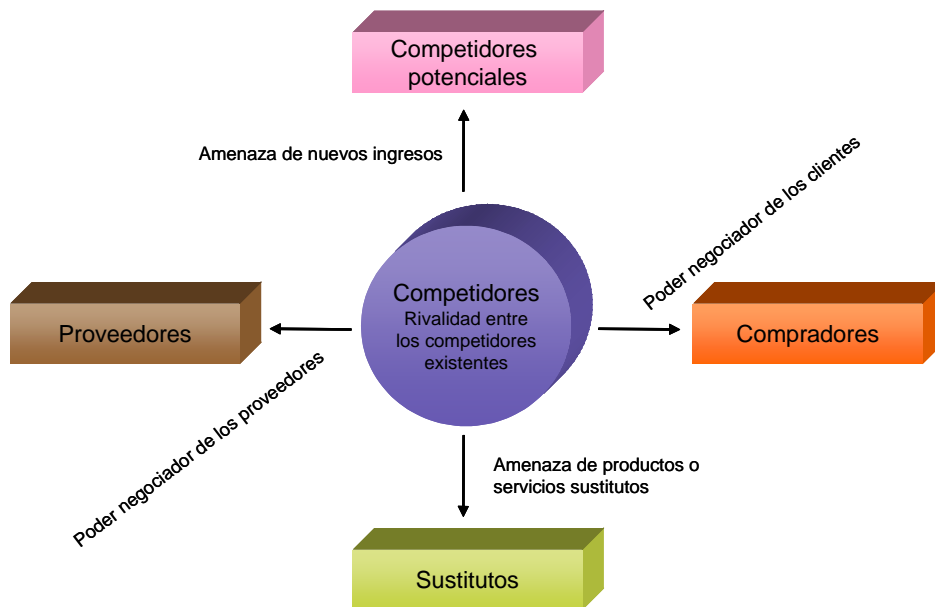 Competidores
potenciales
Amenaza de nuevos ingresos
Poder negociador de los clientes
Competidores
Rivalidad entre
los competidores
existentes
Proveedores
Compradores
Poder negociador de los proveedores
Amenaza de productos o
servicios sustitutos
Sustitutos